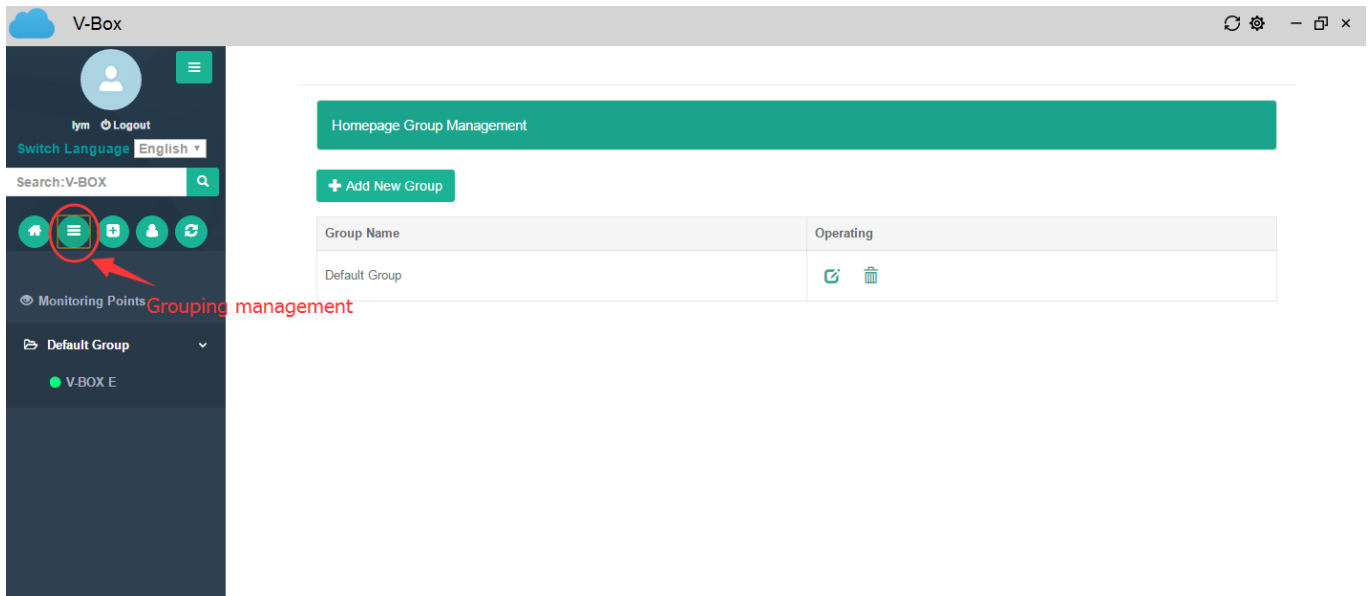 V-Box
lym Logout
Switch Language English
Search:V-BOX
Monitoring Points
Default Group
V-BOX E
Grouping management
Homepage Group Management
Add New Group
Group Name Operating
Default Group